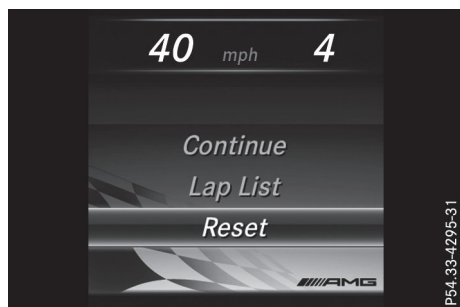 40 mph 4
Continue
Lap List
Reset
AMG
P54.33-4295-31